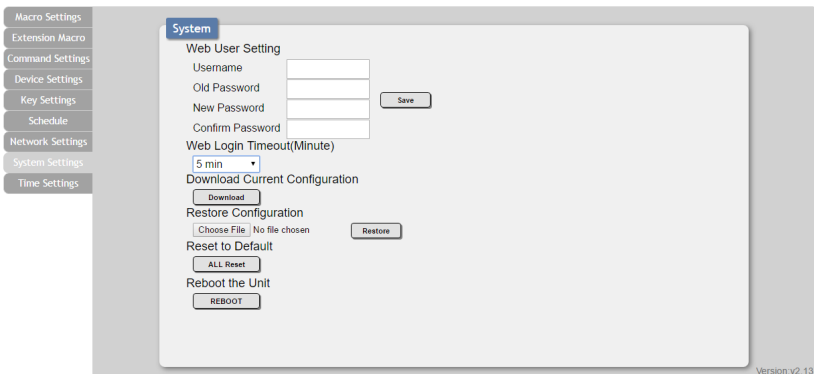 Macro Settings
Extension Macro
Command Settings
Device Settings
Key Settings
Schedule
Network Settings
System Settings
Time Settings
System
Web User Setting
Username
Old Password
New Password
Save
Confirm Password
Web Login Timeout(Minute)
5 min
Download Current Configuration
Download
Restore Configuration
Choose File No file chosen Restore
Reset to Default
ALL Reset
Reboot the Unit
REBOOT
Version:v2.13